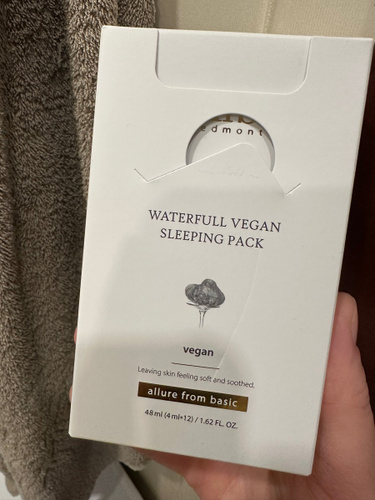 edmont
WATERFULL VEGAN
SLEEPING PACK
vegan
Leaving skin feeling soft and soothed.
allure from basic
48 ml (4 ml*12) / 1.62 FL. OZ.